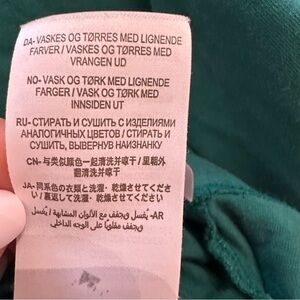 DA- VASKES OG TØRRES MED LIGNENDE
FARVER / VASKES OG TØRRES MED
VRANGEN UD
NO- VASK OG TØRK MED LIGNENDE
FARGER / VASK OG TØRK MED
INNSIDEN UT
RU- СТИРАТЬ И СУШИТЬ С ИЗДЕЛИЯМИ
АНАЛОГИЧНЫХ ЦВЕТОВ / СТИРАТЬ И
СУШИТЬ, ВЫВЕРНУВ НАИЗНАНКУ
CN- 与类似颜色一起清洗并晾干 / 里朝外
翻清洗并晾干
JA- 同系色の衣類と洗濯・乾燥させてくださ
い / 裏返して洗濯、乾燥させてください
AR- يُغسل ويجفف مع الألوان المشابهة / يُغسل
ويجفف مقلوبًا على الوجه الداخلي